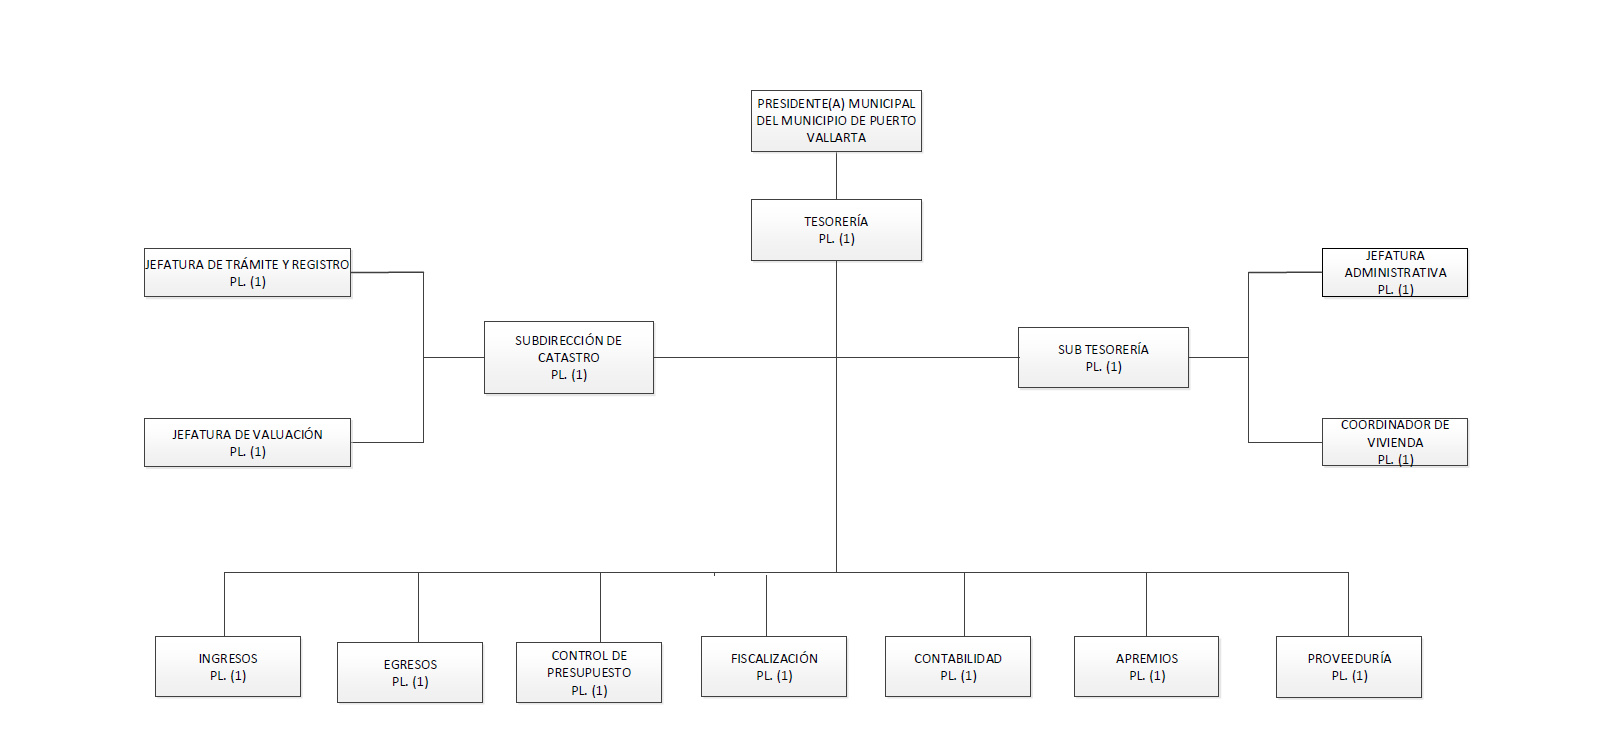 PRESIDENTE(A) MUNICIPAL
DEL MUNICIPIO DE PUERTO
VALLARTA
TESORERÍA
PL. (1)
JEFATURA DE TRÁMITE Y REGISTRO
PL. (1)
JEFATURA
ADMINISTRATIVA
PL. (1)
SUBDIRECCIÓN DE
CATASTRO
PL. (1)
SUB TESORERÍA
PL. (1)
JEFATURA DE VALUACIÓN
PL. (1)
COORDINADOR DE
VIVIENDA
PL. (1)
INGRESOS
PL. (1)
EGRESOS
PL. (1)
CONTROL DE
PRESUPUESTO
PL. (1)
FISCALIZACIÓN
PL. (1)
CONTABILIDAD
PL. (1)
APREMIOS
PL. (1)
PROVEEDURÍA
PL. (1)